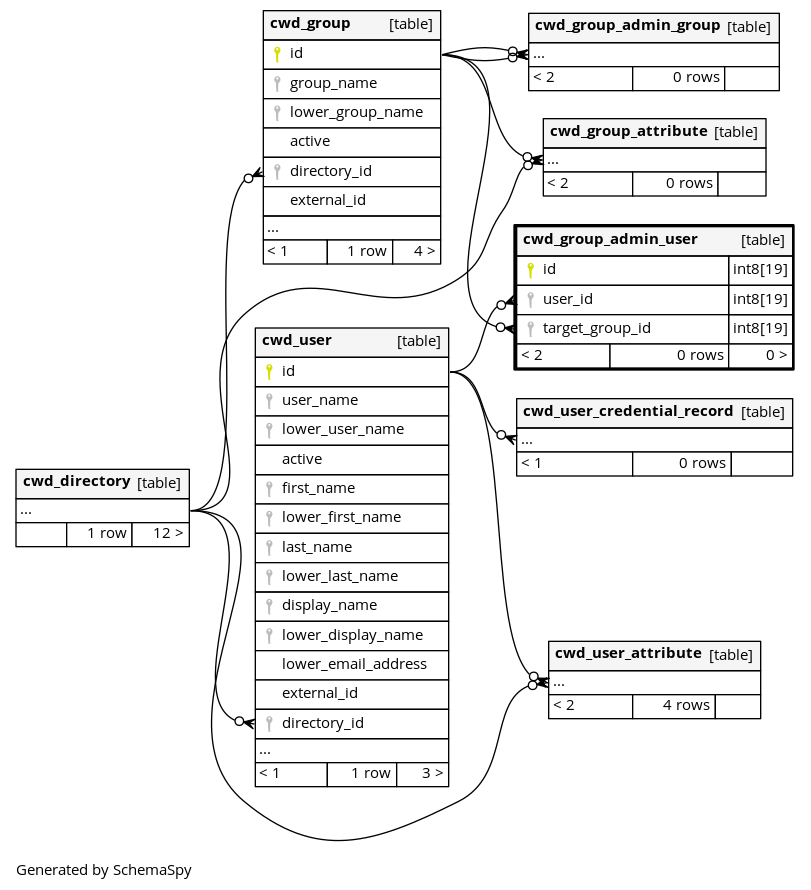 cwd_group [table]
id
group_name
lower_group_name
active
directory_id
external_id
...
< 1 1 row 4 >
cwd_group_admin_group [table]
...
< 2 0 rows
cwd_group_attribute [table]
...
< 2 0 rows
cwd_group_admin_user [table]
id int8[19]
user_id int8[19]
target_group_id int8[19]
< 2 0 rows 0 >
cwd_user [table]
id
user_name
lower_user_name
active
first_name
lower_first_name
last_name
lower_last_name
display_name
lower_display_name
lower_email_address
external_id
directory_id
...
< 1 1 row 3 >
cwd_user_credential_record [table]
...
< 1 0 rows
cwd_directory [table]
...
1 row 12 >
cwd_user_attribute [table]
...
< 2 4 rows
Generated by SchemaSpy